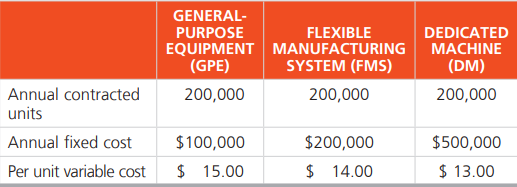 GENERAL-
PURPOSE
EQUIPMENT
(GPE)
FLEXIBLE
MANUFACTURING
SYSTEM (FMS)
DEDICATED
MACHINE
(DM)
Annual contracted
units
200,000
200,000
200,000
Annual fixed cost
$100,000
$200,000
$500,000
Per unit variable cost
$ 15.00
$ 14.00
$ 13.00